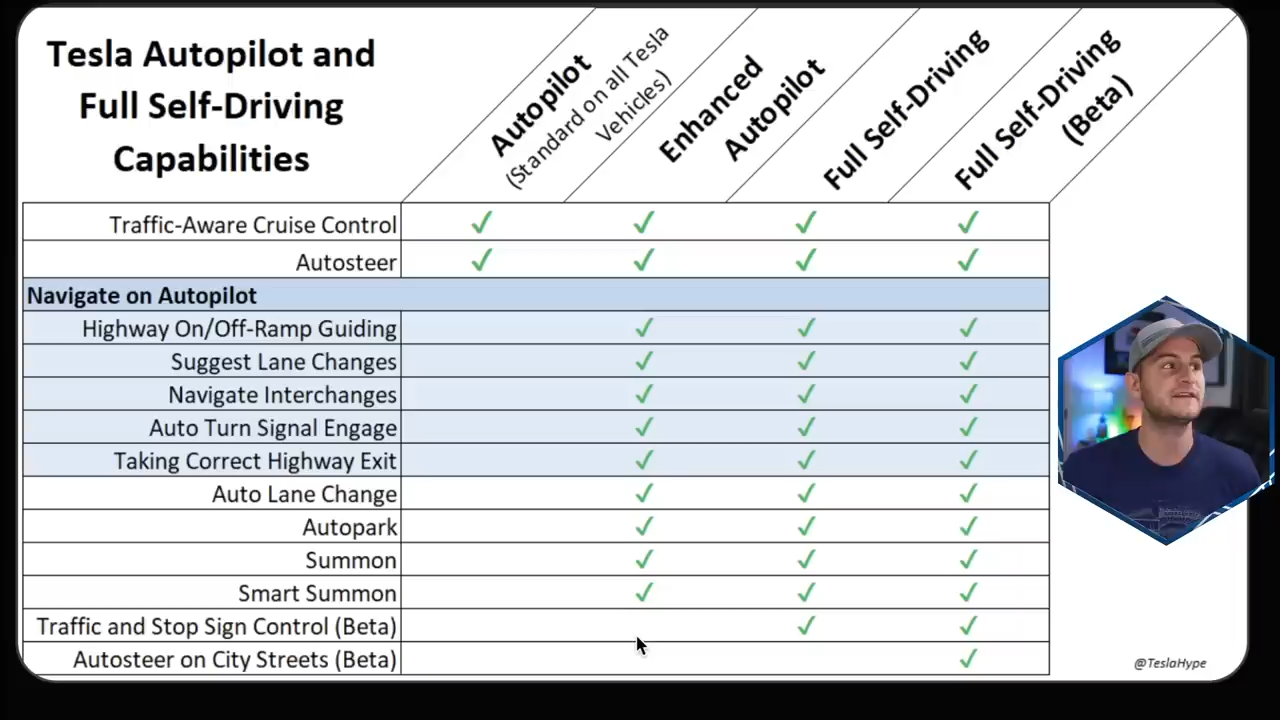 Tesla Autopilot and
Full Self-Driving
Capabilities
Autopilot
(Standard on all Tesla
Vehicles)
Enhanced
Autopilot
Full Self-Driving
Full Self-Driving
(Beta)
Traffic-Aware Cruise Control ✓ ✓ ✓ ✓
Autosteer ✓ ✓ ✓ ✓
Navigate on Autopilot
Highway On/Off-Ramp Guiding ✓ ✓ ✓
Suggest Lane Changes ✓ ✓ ✓
Navigate Interchanges ✓ ✓ ✓
Auto Turn Signal Engage ✓ ✓ ✓
Taking Correct Highway Exit ✓ ✓ ✓
Auto Lane Change ✓ ✓ ✓
Autopark ✓ ✓ ✓
Summon ✓ ✓ ✓
Smart Summon ✓ ✓ ✓
Traffic and Stop Sign Control (Beta) ✓ ✓
Autosteer on City Streets (Beta) ✓
@TeslaHype